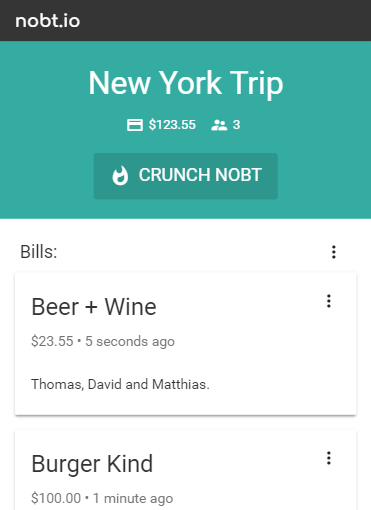 nobt.io
New York Trip
$123.55 3
CRUNCH NOBT
Bills:
Beer + Wine
$23.55 • 5 seconds ago
Thomas, David and Matthias.
Burger Kind
$100.00 • 1 minute ago